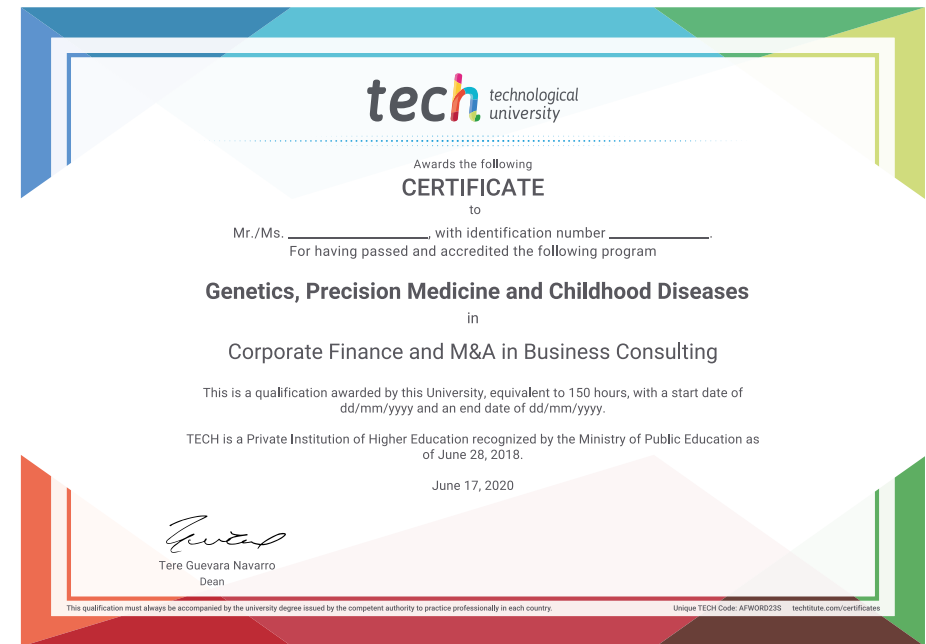 tech technological
university
Awards the following
CERTIFICATE
to
Mr./Ms. ____________________, with identification number ______________.
For having passed and accredited the following program
Genetics, Precision Medicine and Childhood Diseases
in
Corporate Finance and M&A in Business Consulting
This is a qualification awarded by this University, equivalent to 150 hours, with a start date of
dd/mm/yyyy and an end date of dd/mm/yyyy.
TECH is a Private Institution of Higher Education recognized by the Ministry of Public Education as
of June 28, 2018.
June 17, 2020
Tere Guevara Navarro
Dean
This qualification must always be accompanied by the university degree issued by the competent authority to practice professionally in each country.
Unique TECH Code: AFWORD23S techtitute.com/certificates